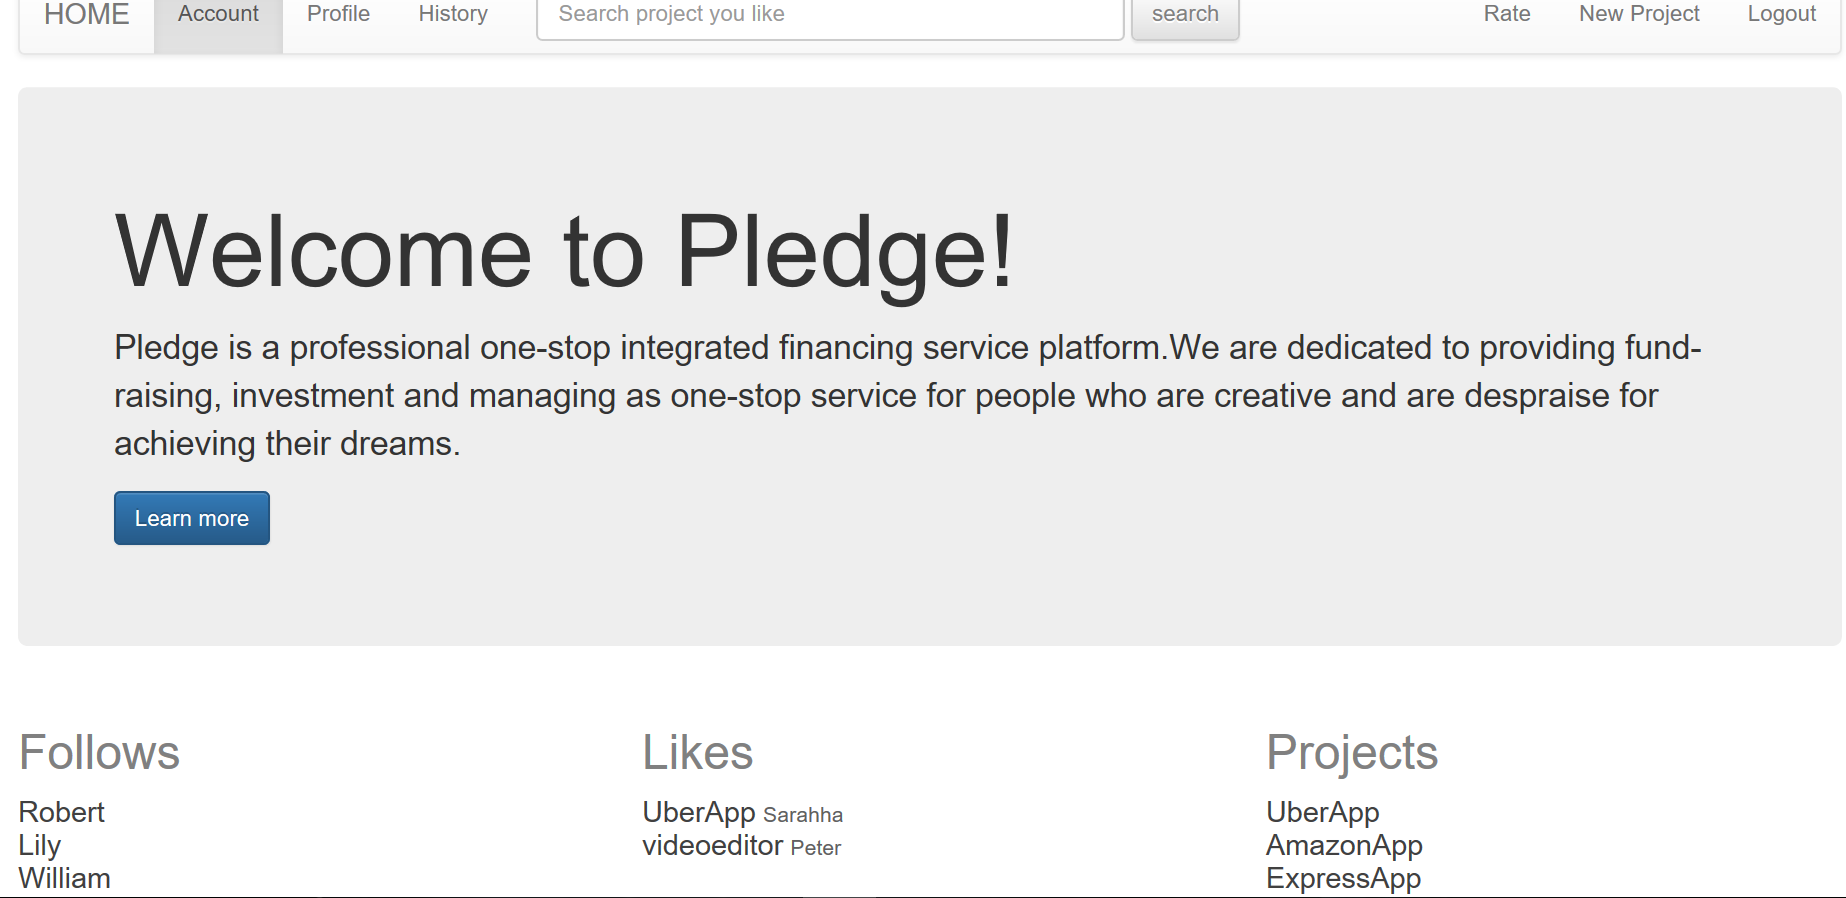 HOME Account Profile History Search project you like search Rate New Project Logout
Welcome to Pledge!
Pledge is a professional one-stop integrated financing service platform.We are dedicated to providing fund-
raising, investment and managing as one-stop service for people who are creative and are despraise for
achieving their dreams.
Learn more
Follows
Robert
Lily
William
Likes
UberApp Sarahha
videoeditor Peter
Projects
UberApp
AmazonApp
ExpressApp